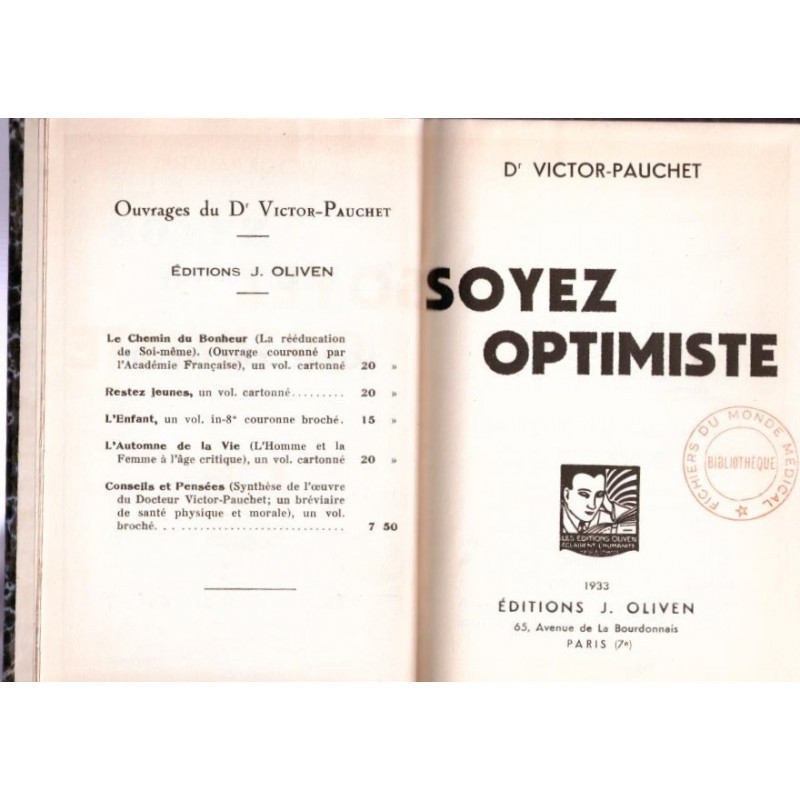 Ouvrages du Dr VICTOR-PAUCHET
ÉDITIONS J. OLIVEN
Le Chemin du Bonheur (La rééducation
de Soi-même). (Ouvrage couronné par
l'Académie Française), un vol. cartonné 20 »
Restez jeunes, un vol. cartonné......... 20 »
L'Enfant, un vol. in-8° couronne broché. 15 »
L'Automne de la Vie (L'Homme et la
Femme à l'âge critique), un vol. cartonné 20 »
Conseils et Pensées (Synthèse de l'œuvre
du Docteur Victor-Pauchet; un bréviaire
de santé physique et morale), un vol.
broché. . . . . . . . . . . . . . . . . . . . . . . . . . . 7 50
Dr VICTOR-PAUCHET
SOYEZ
OPTIMISTE
FICHIERS DU MONDE MÉDICAL
BIBLIOTHÈQUE
LES ÉDITIONS OLIVEN
ÉCLAIRENT L'HUMANITÉ
1933
ÉDITIONS J. OLIVEN
65, Avenue de La Bourdonnais
PARIS (7e)